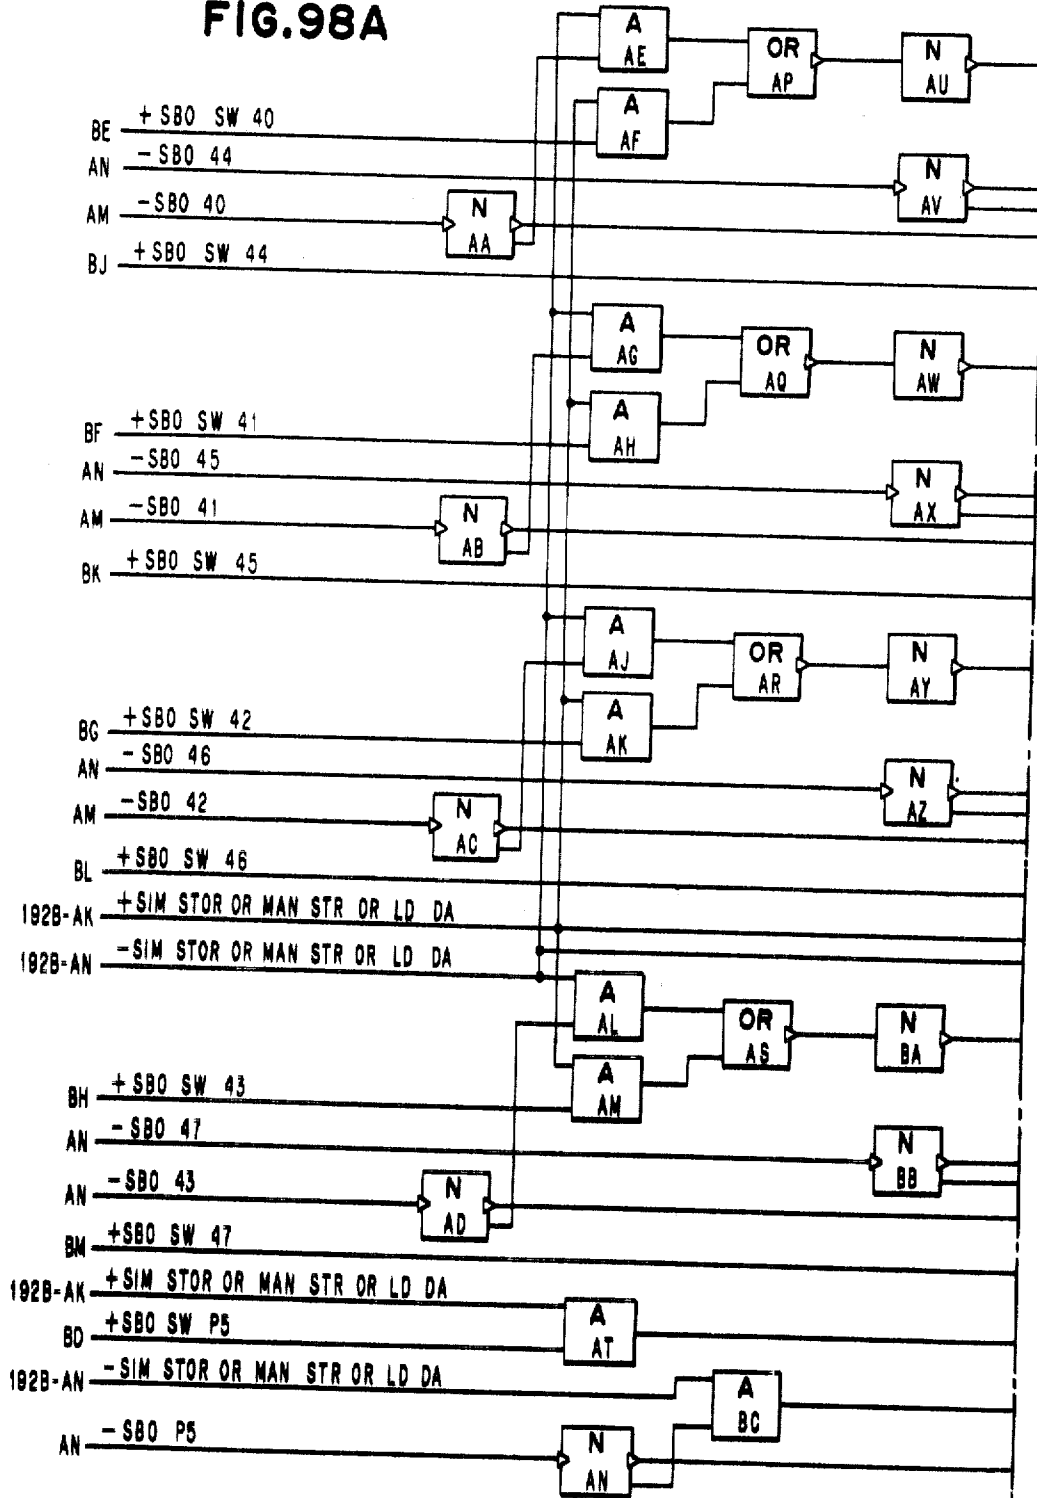 FIG.98A
A
AE
OR
AP
N
AU
A
AF
BE +SBO SW 40
AN -SBO 44
N
AV
AM -SBO 40
N
AA
BJ +SBO SW 44
A
AG
OR
AQ
N
AW
A
AH
BF +SBO SW 41
AN -SBO 45
N
AX
AM -SBO 41
N
AB
BK +SBO SW 45
A
AJ
OR
AR
N
AY
A
AK
BG +SBO SW 42
AN -SBO 46
N
AZ
AM -SBO 42
N
AC
BL +SBO SW 46
192B-AK +SIM STOR OR MAN STR OR LD DA
192B-AN -SIM STOR OR MAN STR OR LD DA
A
AL
OR
AS
N
BA
A
AM
BH +SBO SW 43
AN -SBO 47
N
BB
AN -SBO 43
N
AD
BM +SBO SW 47
192B-AK +SIM STOR OR MAN STR OR LD DA
A
AT
BD +SBO SW P5
192B-AN -SIM STOR OR MAN STR OR LD DA
A
BC
AN -SBO P5
N
AN